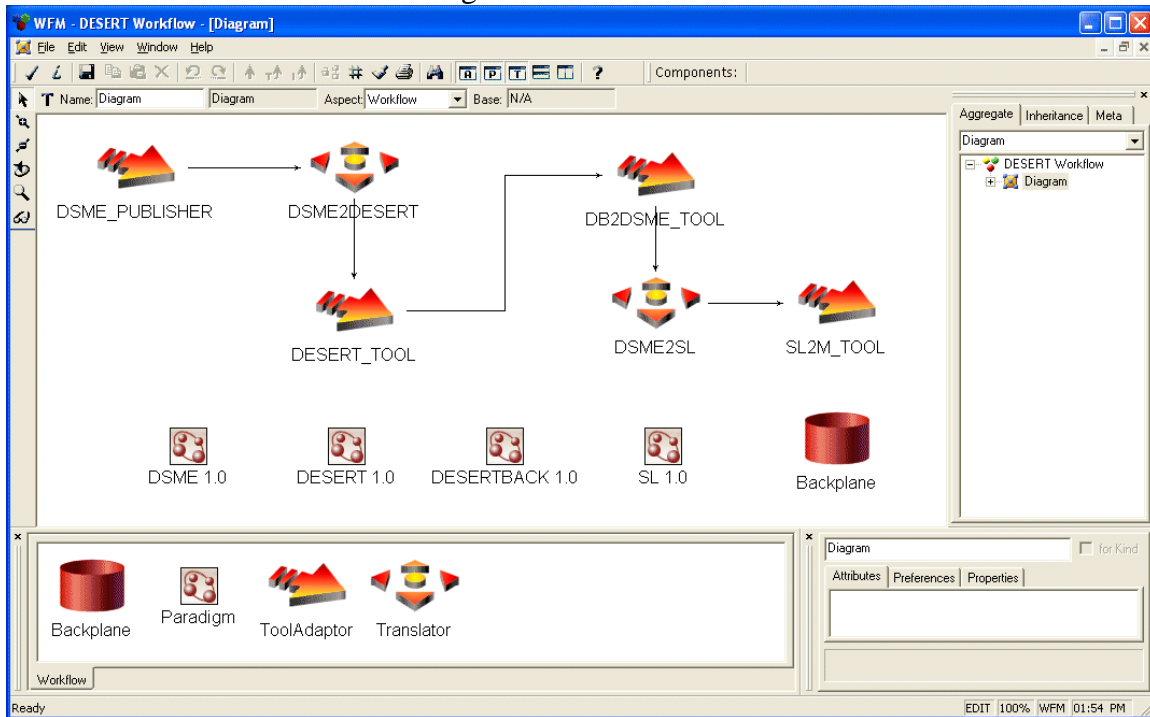 WFM - DESERT Workflow - [Diagram]
File Edit View Window Help
Components:
Name: Diagram Diagram Aspect: Workflow Base: N/A
Aggregate Inheritance Meta
Diagram
DESERT Workflow
Diagram
DSME_PUBLISHER DSME2DESERT DB2DSME_TOOL
DESERT_TOOL DSME2SL SL2M_TOOL
DSME 1.0 DESERT 1.0 DESERTBACK 1.0 SL 1.0 Backplane
Diagram for Kind
Attributes Preferences Properties
Backplane Paradigm ToolAdaptor Translator
Workflow
Ready EDIT 100% WFM 01:54 PM